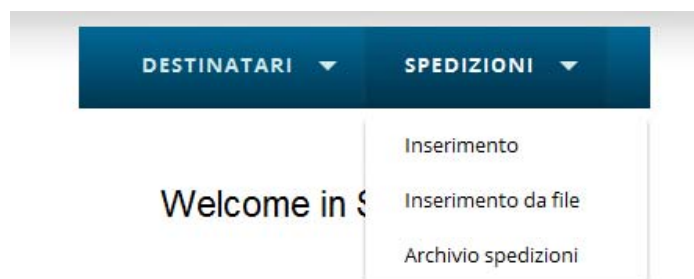 DESTINATARI SPEDIZIONI
Inserimento
Welcome in
Inserimento da file
Archivio spedizioni